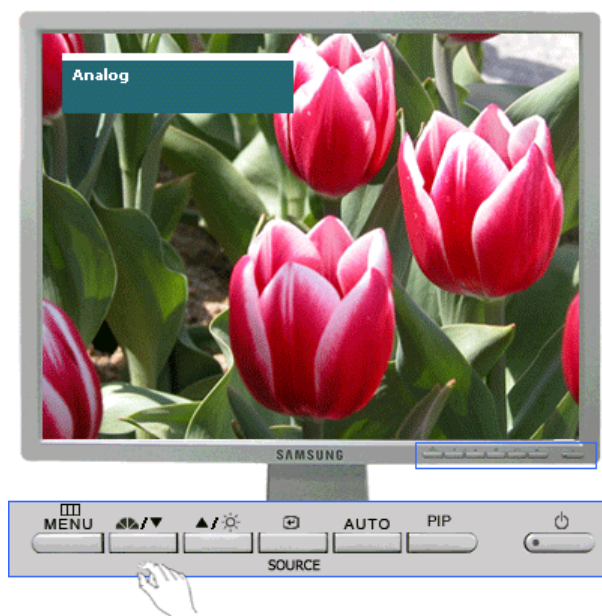 Analog
SAMSUNG
MENU
/
/
AUTO
PIP
SOURCE